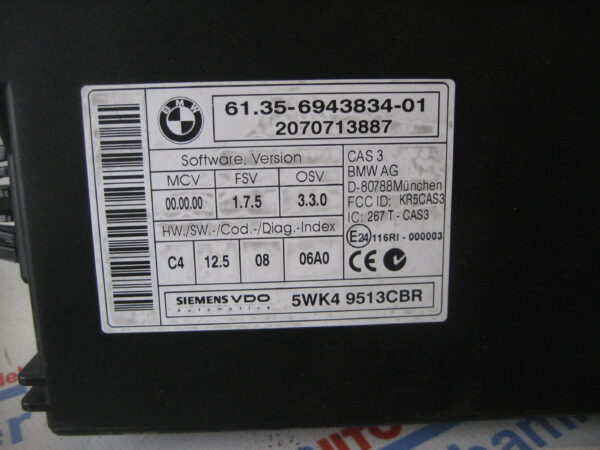 BMW
61.35-6943834-01
2070713887
Software, Version
MCV FSV OSV
00.00.00 1.7.5 3.3.0
HW./SW.-/Cod.-/Diag.-Index
C4 12.5 08 06A0
CAS 3
BMW AG
D-80788München
FCC ID: KR5CAS3
IC: 267 T - CAS3
E24 116RI - 000003
CE
SIEMENS VDO
Automotive
5WK4 9513CBR